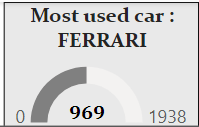 Most used car :
FERRARI
969
0 1938